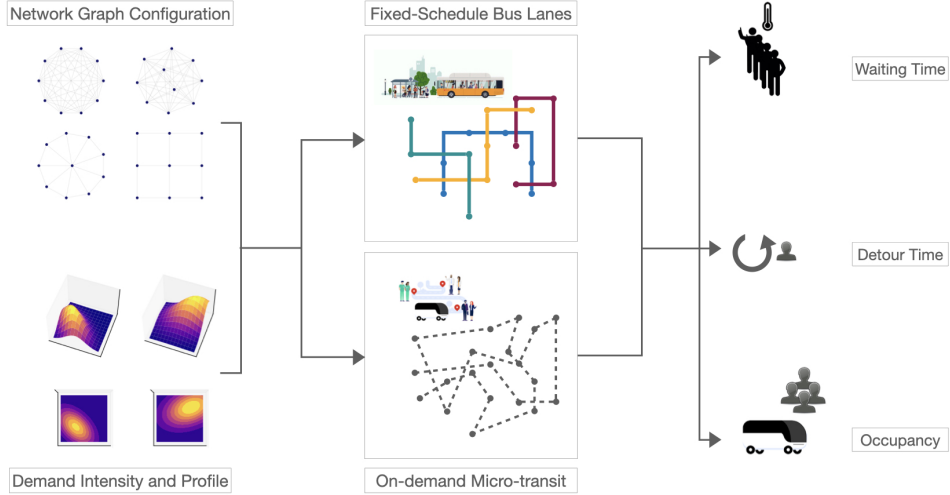 Network Graph Configuration
Fixed-Schedule Bus Lanes
Waiting Time
Detour Time
Occupancy
Demand Intensity and Profile
On-demand Micro-transit